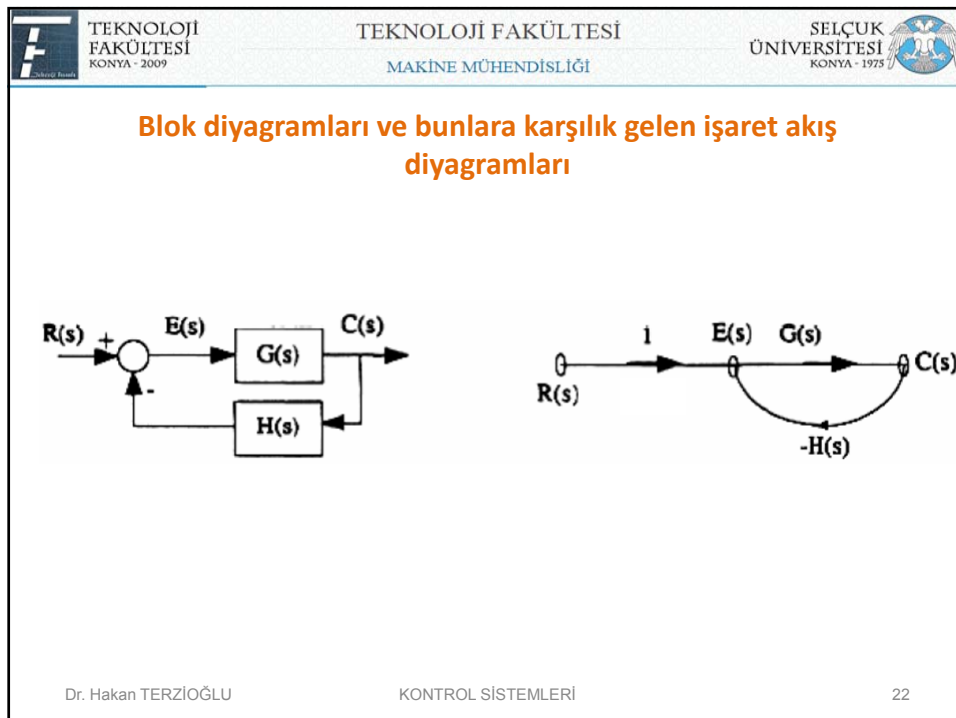 TEKNOLOJİ
FAKÜLTESİ
KONYA - 2009
TEKNOLOJİ FAKÜLTESİ
MAKİNE MÜHENDİSLİĞİ
SELÇUK
ÜNİVERSİTESİ
KONYA - 1975
Blok diyagramları ve bunlara karşılık gelen işaret akış
diyagramları
R(s) + E(s) C(s)
G(s)
-
H(s)
1 E(s) G(s)
R(s) C(s)
-H(s)
Dr. Hakan TERZİOĞLU KONTROL SİSTEMLERİ 22